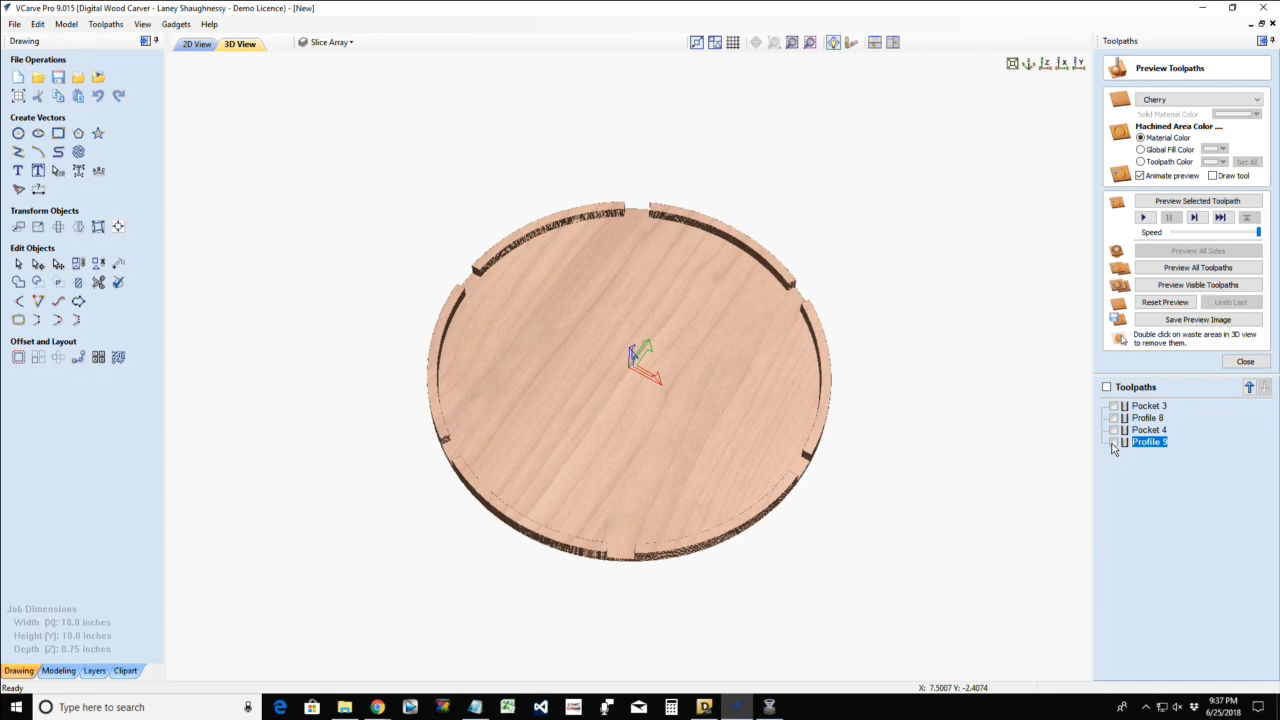 VCarve Pro 9.015 [Digital Wood Carver - Laney Shaughnessy - Demo Licence] - [New]
File Edit Model Toolpaths View Gadgets Help
Drawing
2D View 3D View Slice Array
Toolpaths
File Operations
Create Vectors
Transform Objects
Edit Objects
Offset and Layout
Job Dimensions
Width (X): 18.0 inches
Height (Y): 18.0 inches
Depth (Z): 0.75 inches
Drawing Modeling Layers Clipart
Z X Y
Preview Toolpaths
Cherry
Solid Material Color
Machined Area Color ....
Material Color
Global Fill Color
Toolpath Color Set All
Animate preview Draw tool
Preview Selected Toolpath
Speed
Preview All Sides
Preview All Toolpaths
Preview Visible Toolpaths
Reset Preview Undo Last
Save Preview Image
Double click on waste areas in 3D view
to remove them.
Close
Toolpaths
Pocket 3
Profile 8
Pocket 4
Profile 9
Ready X: 7.5007 Y: -2.4074
Type here to search
9:37 PM
6/25/2018